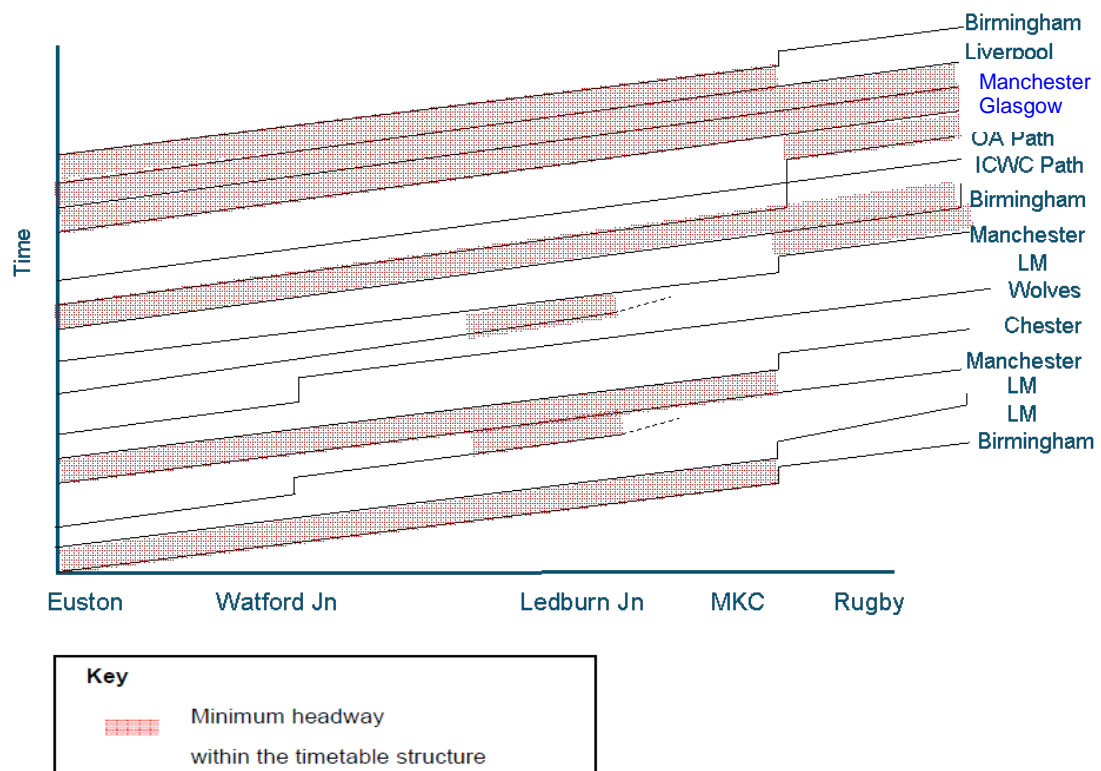 Birmingham
Liverpool
Manchester
Glasgow
OA Path
ICWC Path
Birmingham
Manchester
LM
Wolves
Chester
Manchester
LM
LM
Birmingham
Time
Euston Watford Jn Ledburn Jn MKC Rugby
Key
Minimum headway
within the timetable structure